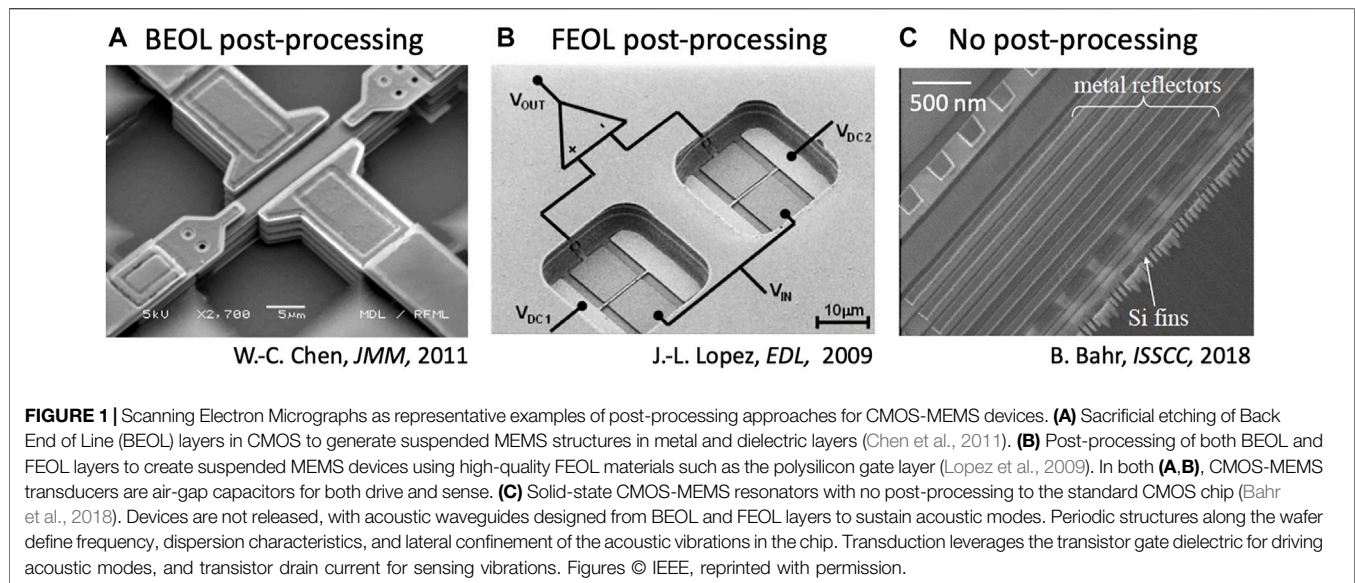 A BEOL post-processing
B FEOL post-processing
C No post-processing
5kV X2,700 5μm MDL / RFML
VOUT
-
×
VDC2
VIN
VDC1
10μm
500 nm
metal reflectors
Si fins
W.-C. Chen, JMM, 2011
J.-L. Lopez, EDL, 2009
B. Bahr, ISSCC, 2018
FIGURE 1 | Scanning Electron Micrographs as representative examples of post-processing approaches for CMOS-MEMS devices. (A) Sacrificial etching of Back
End of Line (BEOL) layers in CMOS to generate suspended MEMS structures in metal and dielectric layers (Chen et al., 2011). (B) Post-processing of both BEOL and
FEOL layers to create suspended MEMS devices using high-quality FEOL materials such as the polysilicon gate layer (Lopez et al., 2009). In both (A,B), CMOS-MEMS
transducers are air-gap capacitors for both drive and sense. (C) Solid-state CMOS-MEMS resonators with no post-processing to the standard CMOS chip (Bahr
et al., 2018). Devices are not released, with acoustic waveguides designed from BEOL and FEOL layers to sustain acoustic modes. Periodic structures along the wafer
define frequency, dispersion characteristics, and lateral confinement of the acoustic vibrations in the chip. Transduction leverages the transistor gate dielectric for driving
acoustic modes, and transistor drain current for sensing vibrations. Figures © IEEE, reprinted with permission.